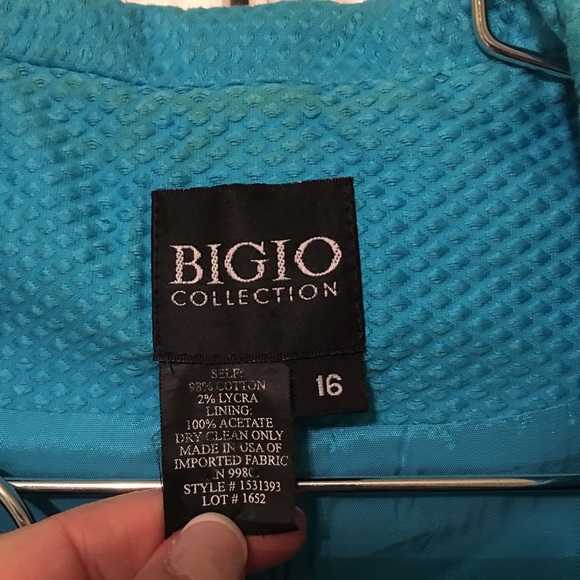 BIGIO
COLLECTION
16
SELF:
98% COTTON
2% LYCRA
LINING:
100% ACETATE
DRY CLEAN ONLY
MADE IN USA OF
IMPORTED FABRIC
STYLE # 1531393
LOT # 1652